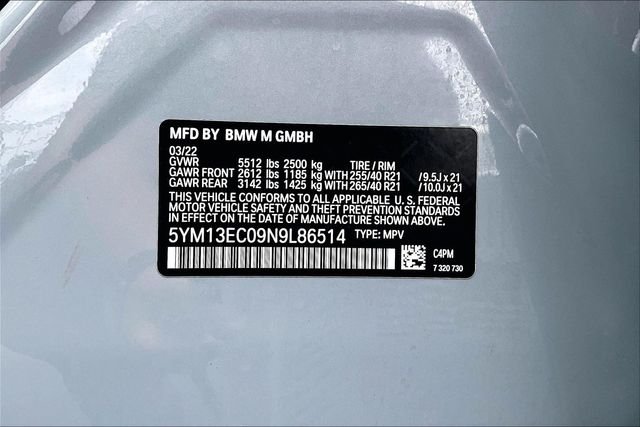 MFD BY BMW M GMBH
03/22
GVWR 5512 lbs 2500 kg TIRE / RIM
GAWR FRONT 2612 lbs 1185 kg WITH 255/40 R21 / 9.5J x 21
GAWR REAR 3142 lbs 1425 kg WITH 265/40 R21 / 10.0J x 21
THIS VEHICLE CONFORMS TO ALL APPLICABLE U. S. FEDERAL
MOTOR VEHICLE SAFETY AND THEFT PREVENTION STANDARDS
IN EFFECT ON THE DATE OF MANUFACTURE SHOWN ABOVE.
5YM13EC09N9L86514 TYPE: MPV
C4PM
7 320 730